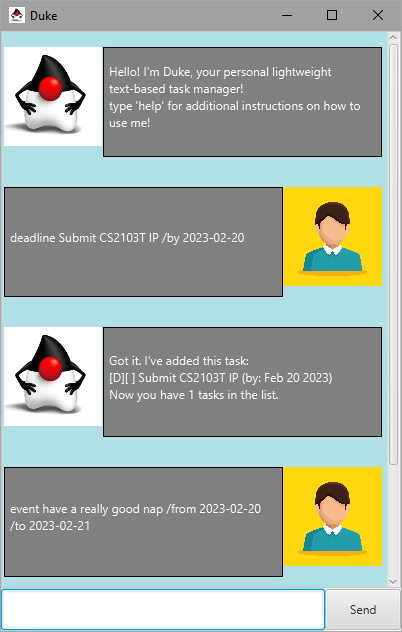 Duke
Hello! I'm Duke, your personal lightweight
text-based task manager!
type 'help' for additional instructions on how to
use me!
deadline Submit CS2103T IP /by 2023-02-20
Got it. I've added this task:
[D][ ] Submit CS2103T IP (by: Feb 20 2023)
Now you have 1 tasks in the list.
event have a really good nap /from 2023-02-20
/to 2023-02-21
Send